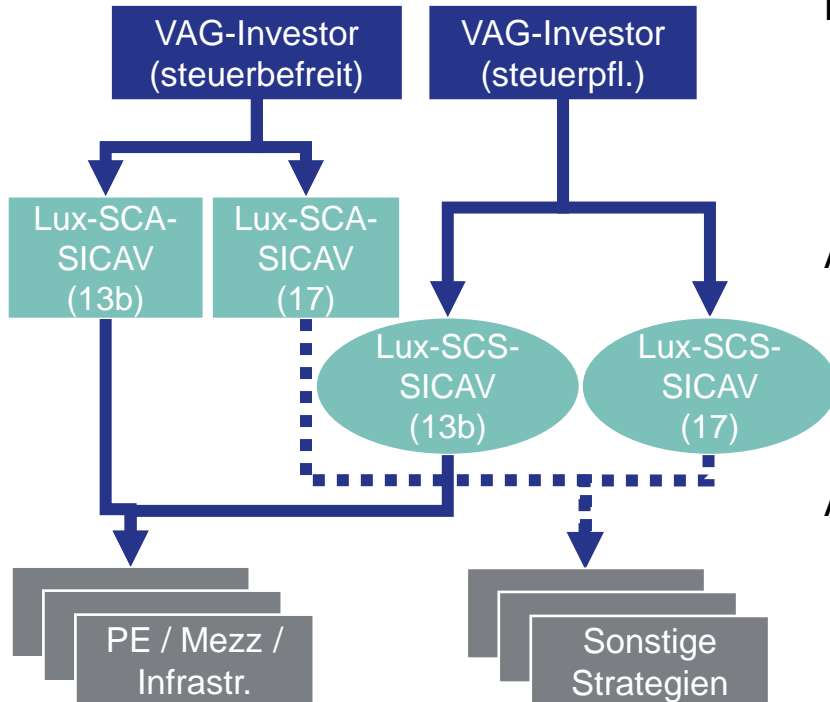 VAG-Investor
(steuerbefreit)
VAG-Investor
(steuerpfl.)
Lux-SCA-
SICAV
(13b)
Lux-SCA-
SICAV
(17)
Lux-SCS-
SICAV
(13b)
Lux-SCS-
SICAV
(17)
PE / Mezz /
Infrastr.
Sonstige
Strategien